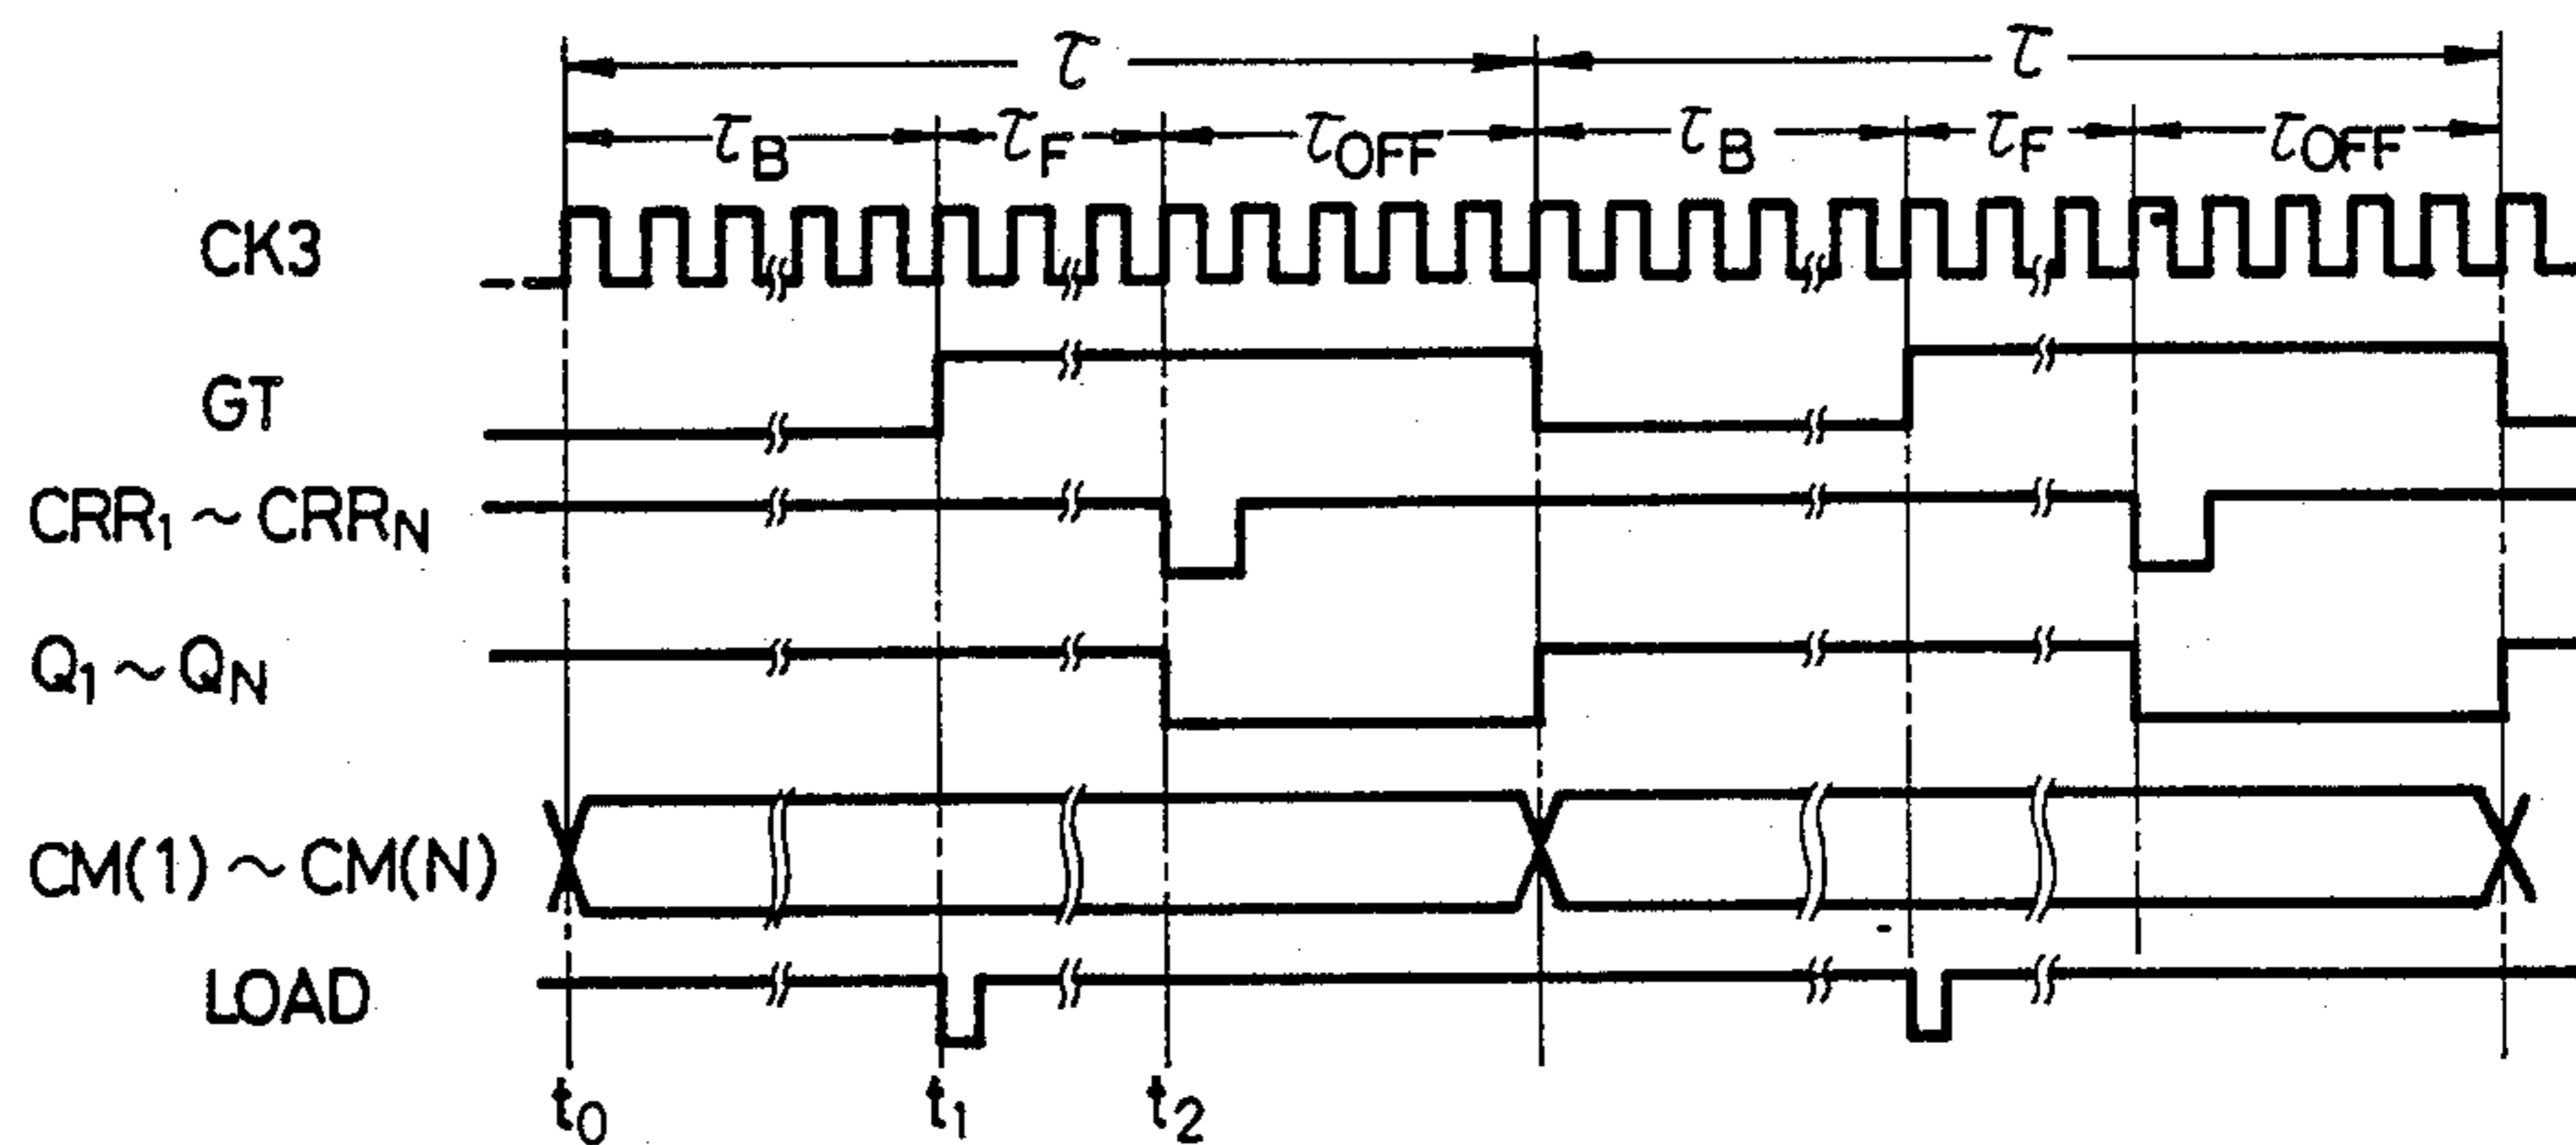 τ τ
τB τF τOFF τB τF τOFF
CK3
GT
CRR1 ~ CRRN
Q1 ~ QN
CM(1) ~ CM(N)
LOAD
t0 t1 t2